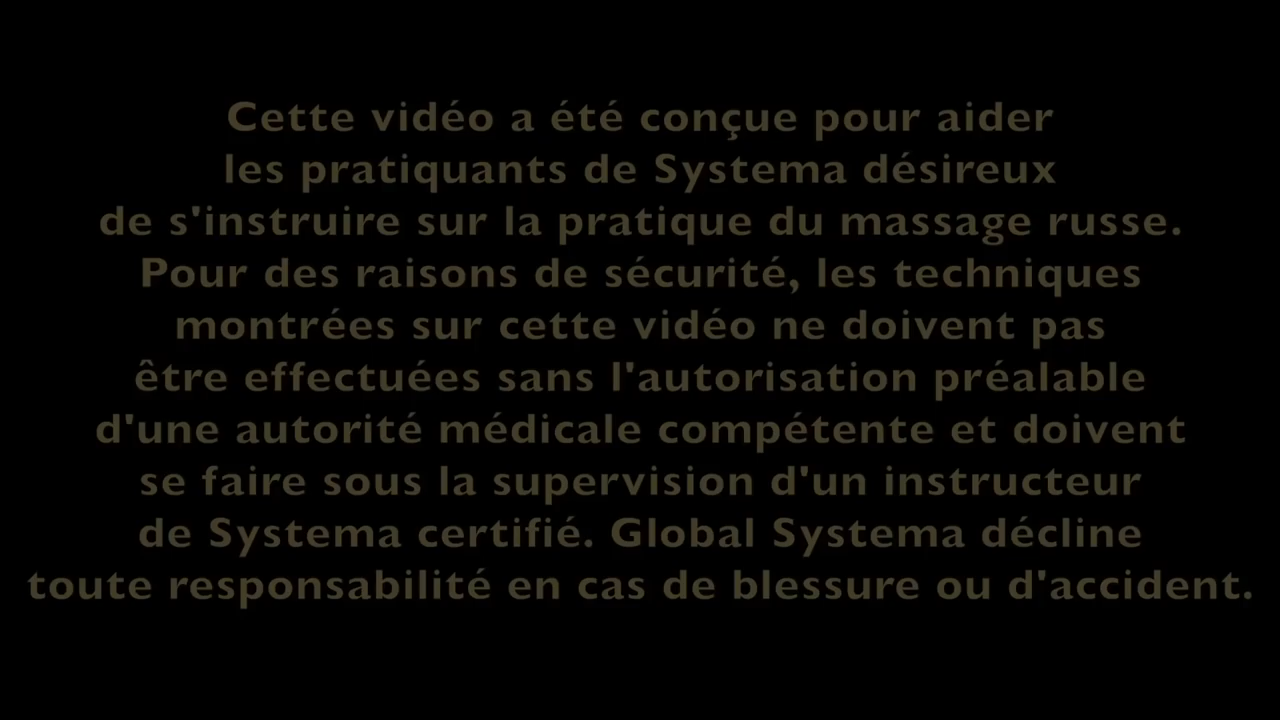 Cette vidéo a été conçue pour aider
les pratiquants de Systema désireux
de s'instruire sur la pratique du massage russe.
Pour des raisons de sécurité, les techniques
montrées sur cette vidéo ne doivent pas
être effectuées sans l'autorisation préalable
d'une autorité médicale compétente et doivent
se faire sous la supervision d'un instructeur
de Systema certifié. Global Systema décline
toute responsabilité en cas de blessure ou d'accident.